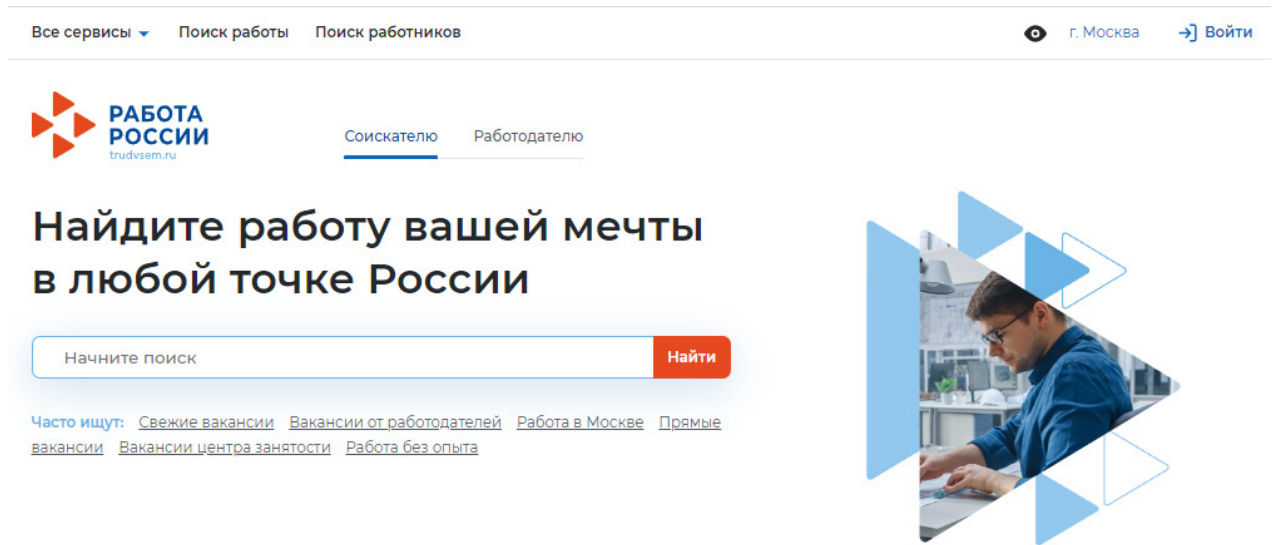 Все сервисы Поиск работы Поиск работников г. Москва Войти
РАБОТА
РОССИИ
trudvsem.ru
Соискателю Работодателю
Найдите работу вашей мечты
в любой точке России
Начните поиск Найти
Часто ищут: Свежие вакансии Вакансии от работодателей Работа в Москве Прямые
вакансии Вакансии центра занятости Работа без опыта